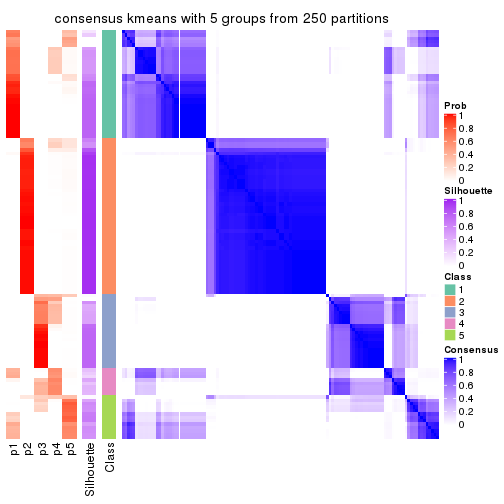 consensus kmeans with 5 groups from 250 partitions
Prob
1
0.8
0.6
0.4
0.2
0
Silhouette
1
0.8
0.6
0.4
0.2
0
Class
1
2
3
4
5
Consensus
1
0.8
0.6
0.4
0.2
0
p1
p2
p3
p4
p5
Silhouette
Class